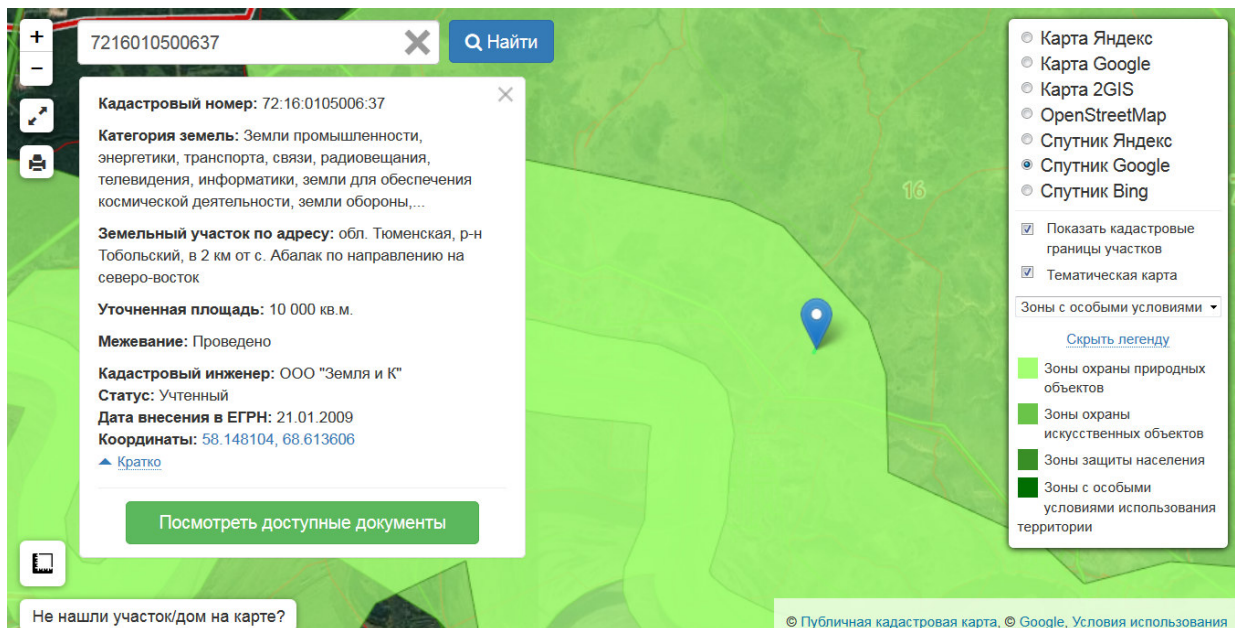 +
7216010500637
Найти
−
Кадастровый номер: 72:16:0105006:37
Категория земель: Земли промышленности,
энергетики, транспорта, связи, радиовещания,
телевидения, информатики, земли для обеспечения
космической деятельности, земли обороны,...
Земельный участок по адресу: обл. Тюменская, р-н
Тобольский, в 2 км от с. Абалак по направлению на
северо-восток
Уточненная площадь: 10 000 кв.м.
Межевание: Проведено
Кадастровый инженер: ООО "Земля и К"
Статус: Учтенный
Дата внесения в ЕГРН: 21.01.2009
Координаты: 58.148104, 68.613606
Кратко
Посмотреть доступные документы
Не нашли участок/дом на карте?
16
Карта Яндекс
Карта Google
Карта 2GIS
OpenStreetMap
Спутник Яндекс
Спутник Google
Спутник Bing
Показать кадастровые
границы участков
Тематическая карта
Зоны с особыми условиями
Скрыть легенду
Зоны охраны природных
объектов
Зоны охраны
искусственных объектов
Зоны защиты населения
Зоны с особыми
условиями использования
территории
© Публичная кадастровая карта, © Google, Условия использования